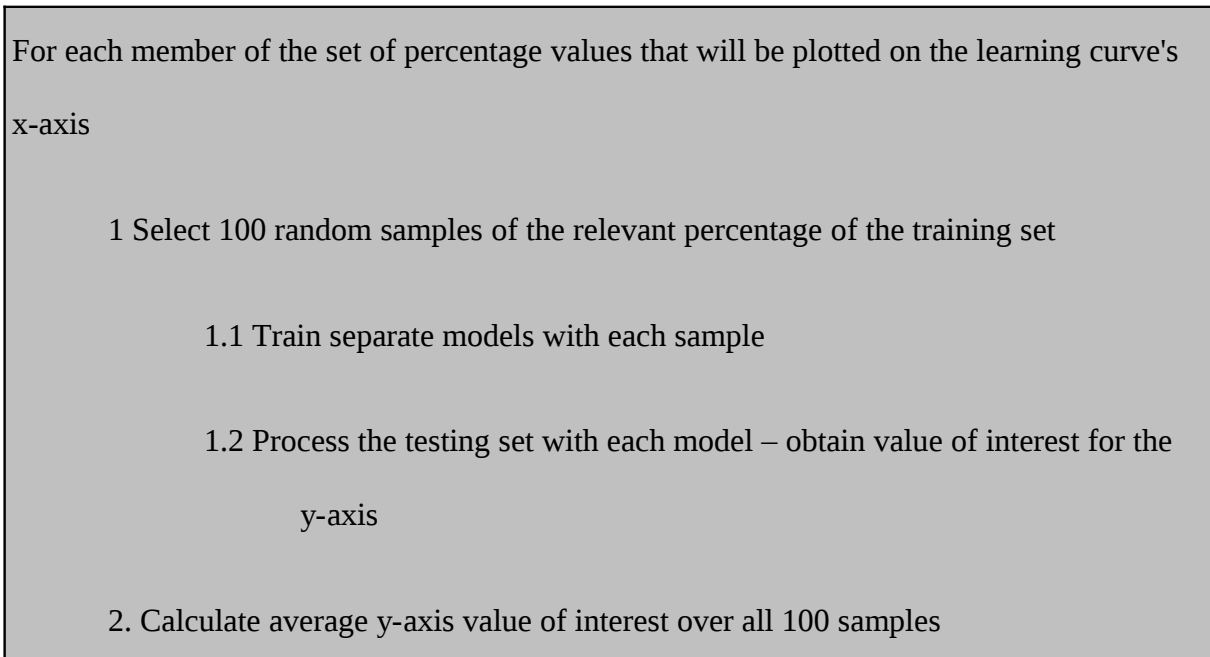 For each member of the set of percentage values that will be plotted on the learning curve's
x-axis
1 Select 100 random samples of the relevant percentage of the training set
1.1 Train separate models with each sample
1.2 Process the testing set with each model – obtain value of interest for the
y-axis
2. Calculate average y-axis value of interest over all 100 samples